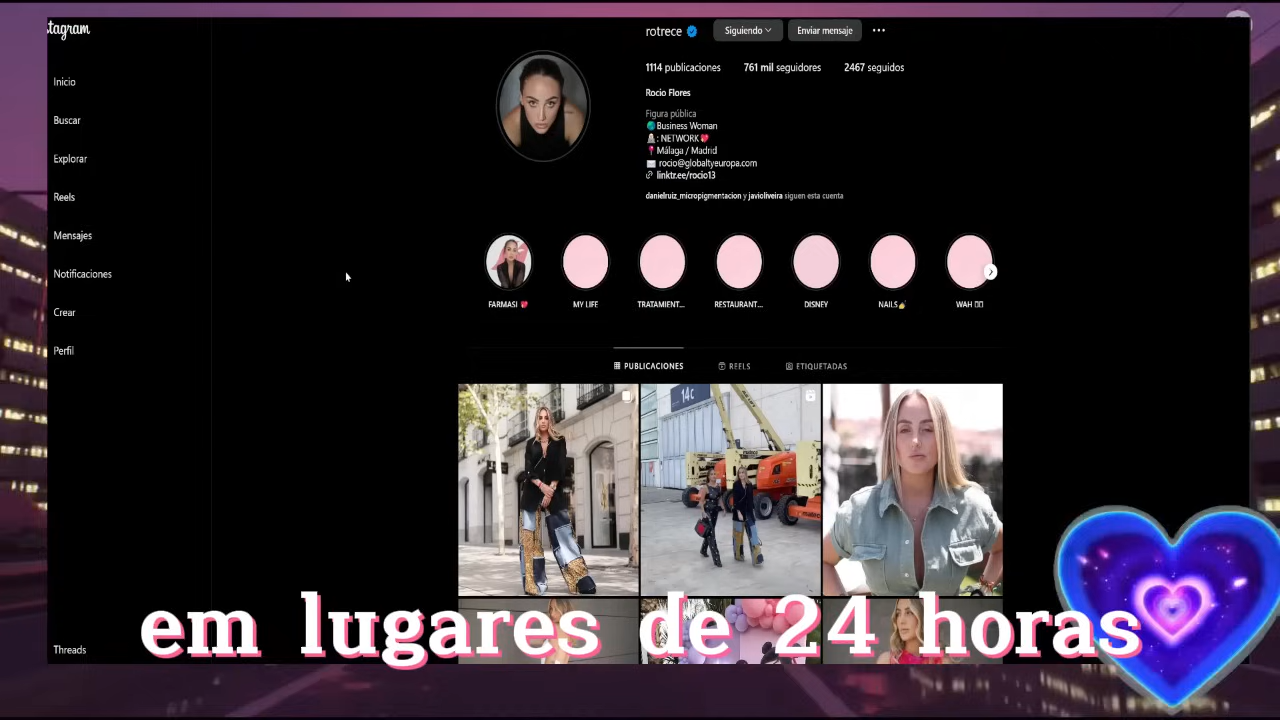 stagram
rotrece
Siguiendo
Enviar mensaje
1114 publicaciones 761 mil seguidores 2467 seguidos
Rocio Flores
Figura pública
🌏Business Woman
: NETWORK💖
📍Málaga / Madrid
✉️ rocio@globaltyeuropa.com
linktr.ee/rocio13
danielruiz_micropigmentacion y javioliveira siguen esta cuenta
Inicio
Buscar
Explorar
Reels
Mensajes
Notificaciones
Crear
Perfil
Threads
FARMASI 💖
MY LIFE
TRATAMIENT...
RESTAURANT...
DISNEY
NAILS💅
WAH
PUBLICACIONES
REELS
ETIQUETADAS
14c
em lugares de 24 horas